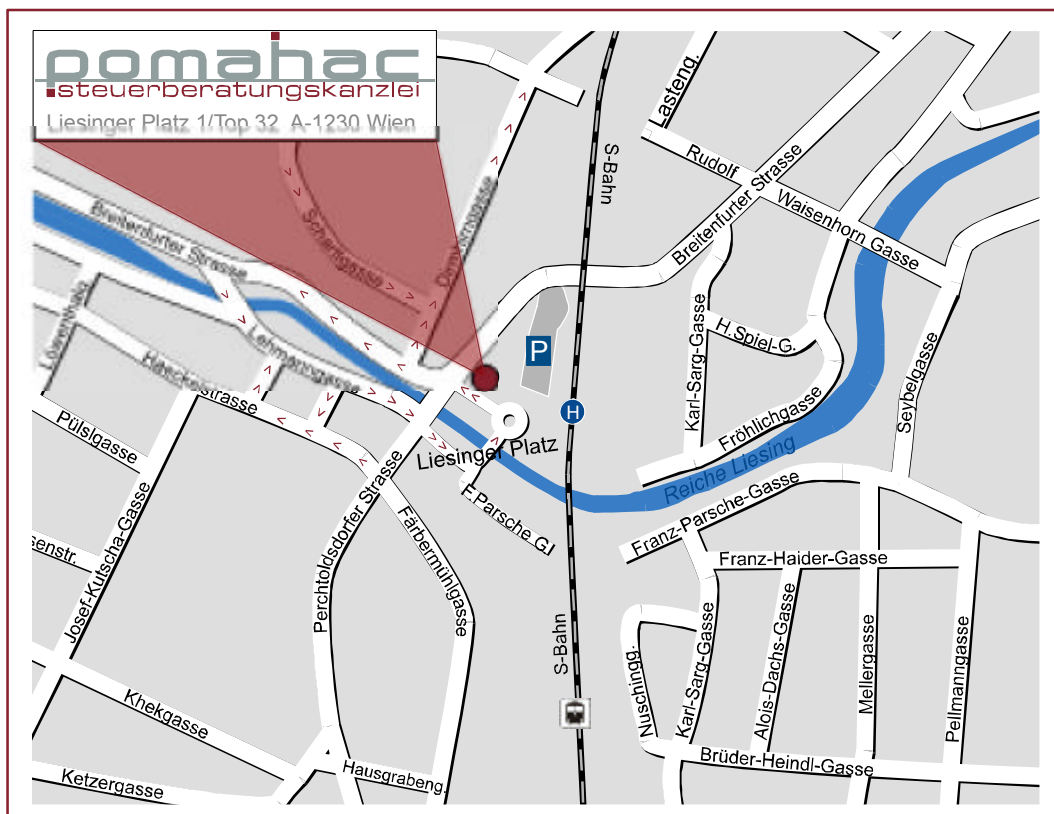 pomahac
steuerberatungskanzlei
Liesinger Platz 1/Top 32 A-1230 Wien
Lasteng.
S-Bahn
Rudolf
Waisenhorn Gasse
Breitenfurter Strasse
Breitenfurter Strasse
Scherfgasse
Löwenthalg
Lehmanngasse
Haeckelstrasse
P
H
H.Spiel-G.
Karl-Sarg-Gasse
Fröhlichgasse
Seybelgasse
Reiche Liesing
Liesinger Platz
Pülslgasse
F.Parsche Gl
Franz-Parsche-Gasse
Franz-Haider-Gasse
senstr.
Josef-Kutscha-Gasse
Perchtoldsdorfer Strasse
Färbermühlgasse
S-Bahn
Nuschingg.
Karl-Sarg-Gasse
Alois-Dachs-Gasse
Mellergasse
Pellmanngasse
Khekgasse
Brüder-Heindl-Gasse
Hausgrabeng.
Ketzergasse